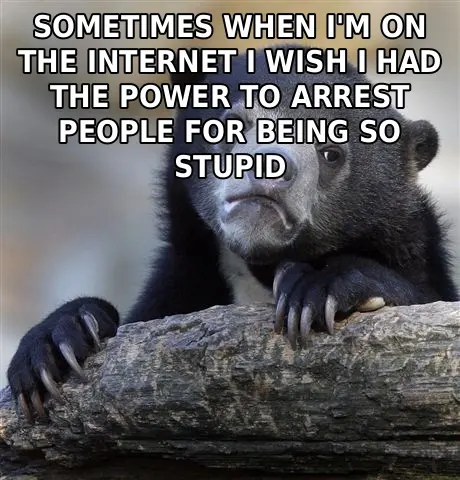 SOMETIMES WHEN I'M ON
THE INTERNET I WISH I HAD
THE POWER TO ARREST
PEOPLE FOR BEING SO
STUPID